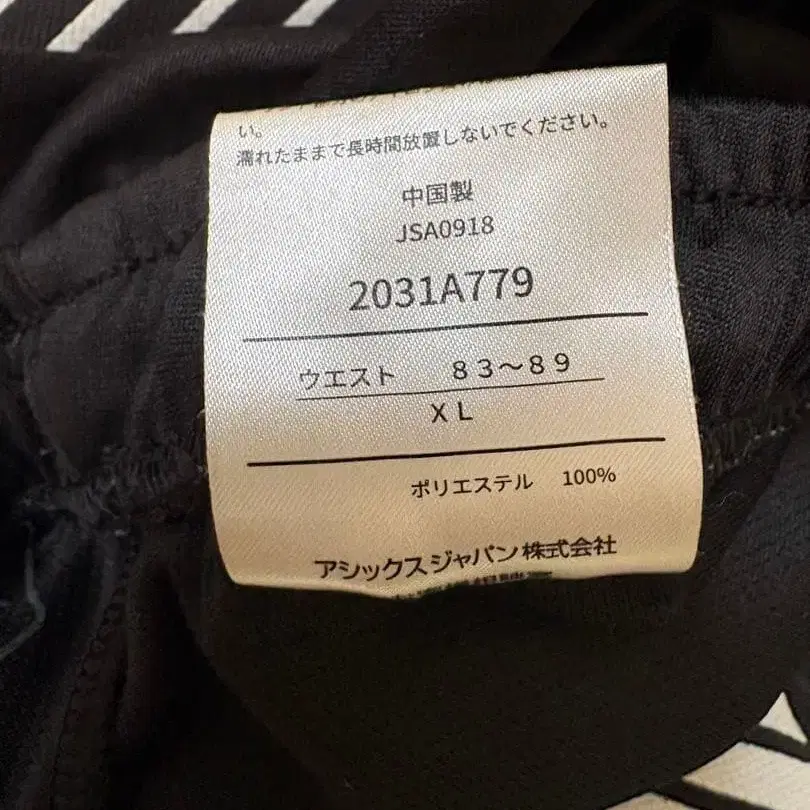 い。
濡れたままで長時間放置しないでください。
中国製
JSA0918
2031A779
ウエスト　８３～８９
ＸＬ
ポリエステル　100%
アシックスジャパン株式会社